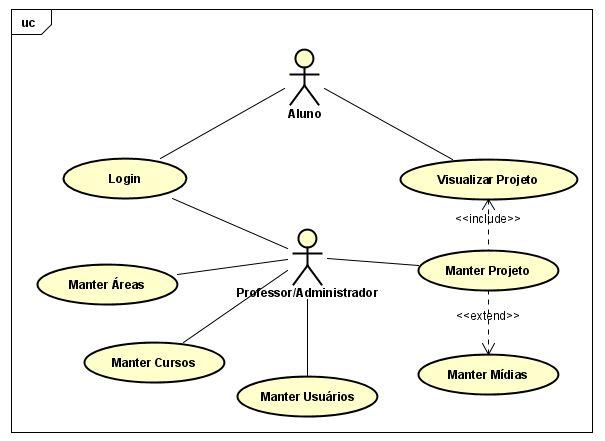 uc
Aluno
Login
Visualizar Projeto
<<include>>
Professor/Administrador
Manter Projeto
Manter Áreas
<<extend>>
Manter Cursos
Manter Mídias
Manter Usuários